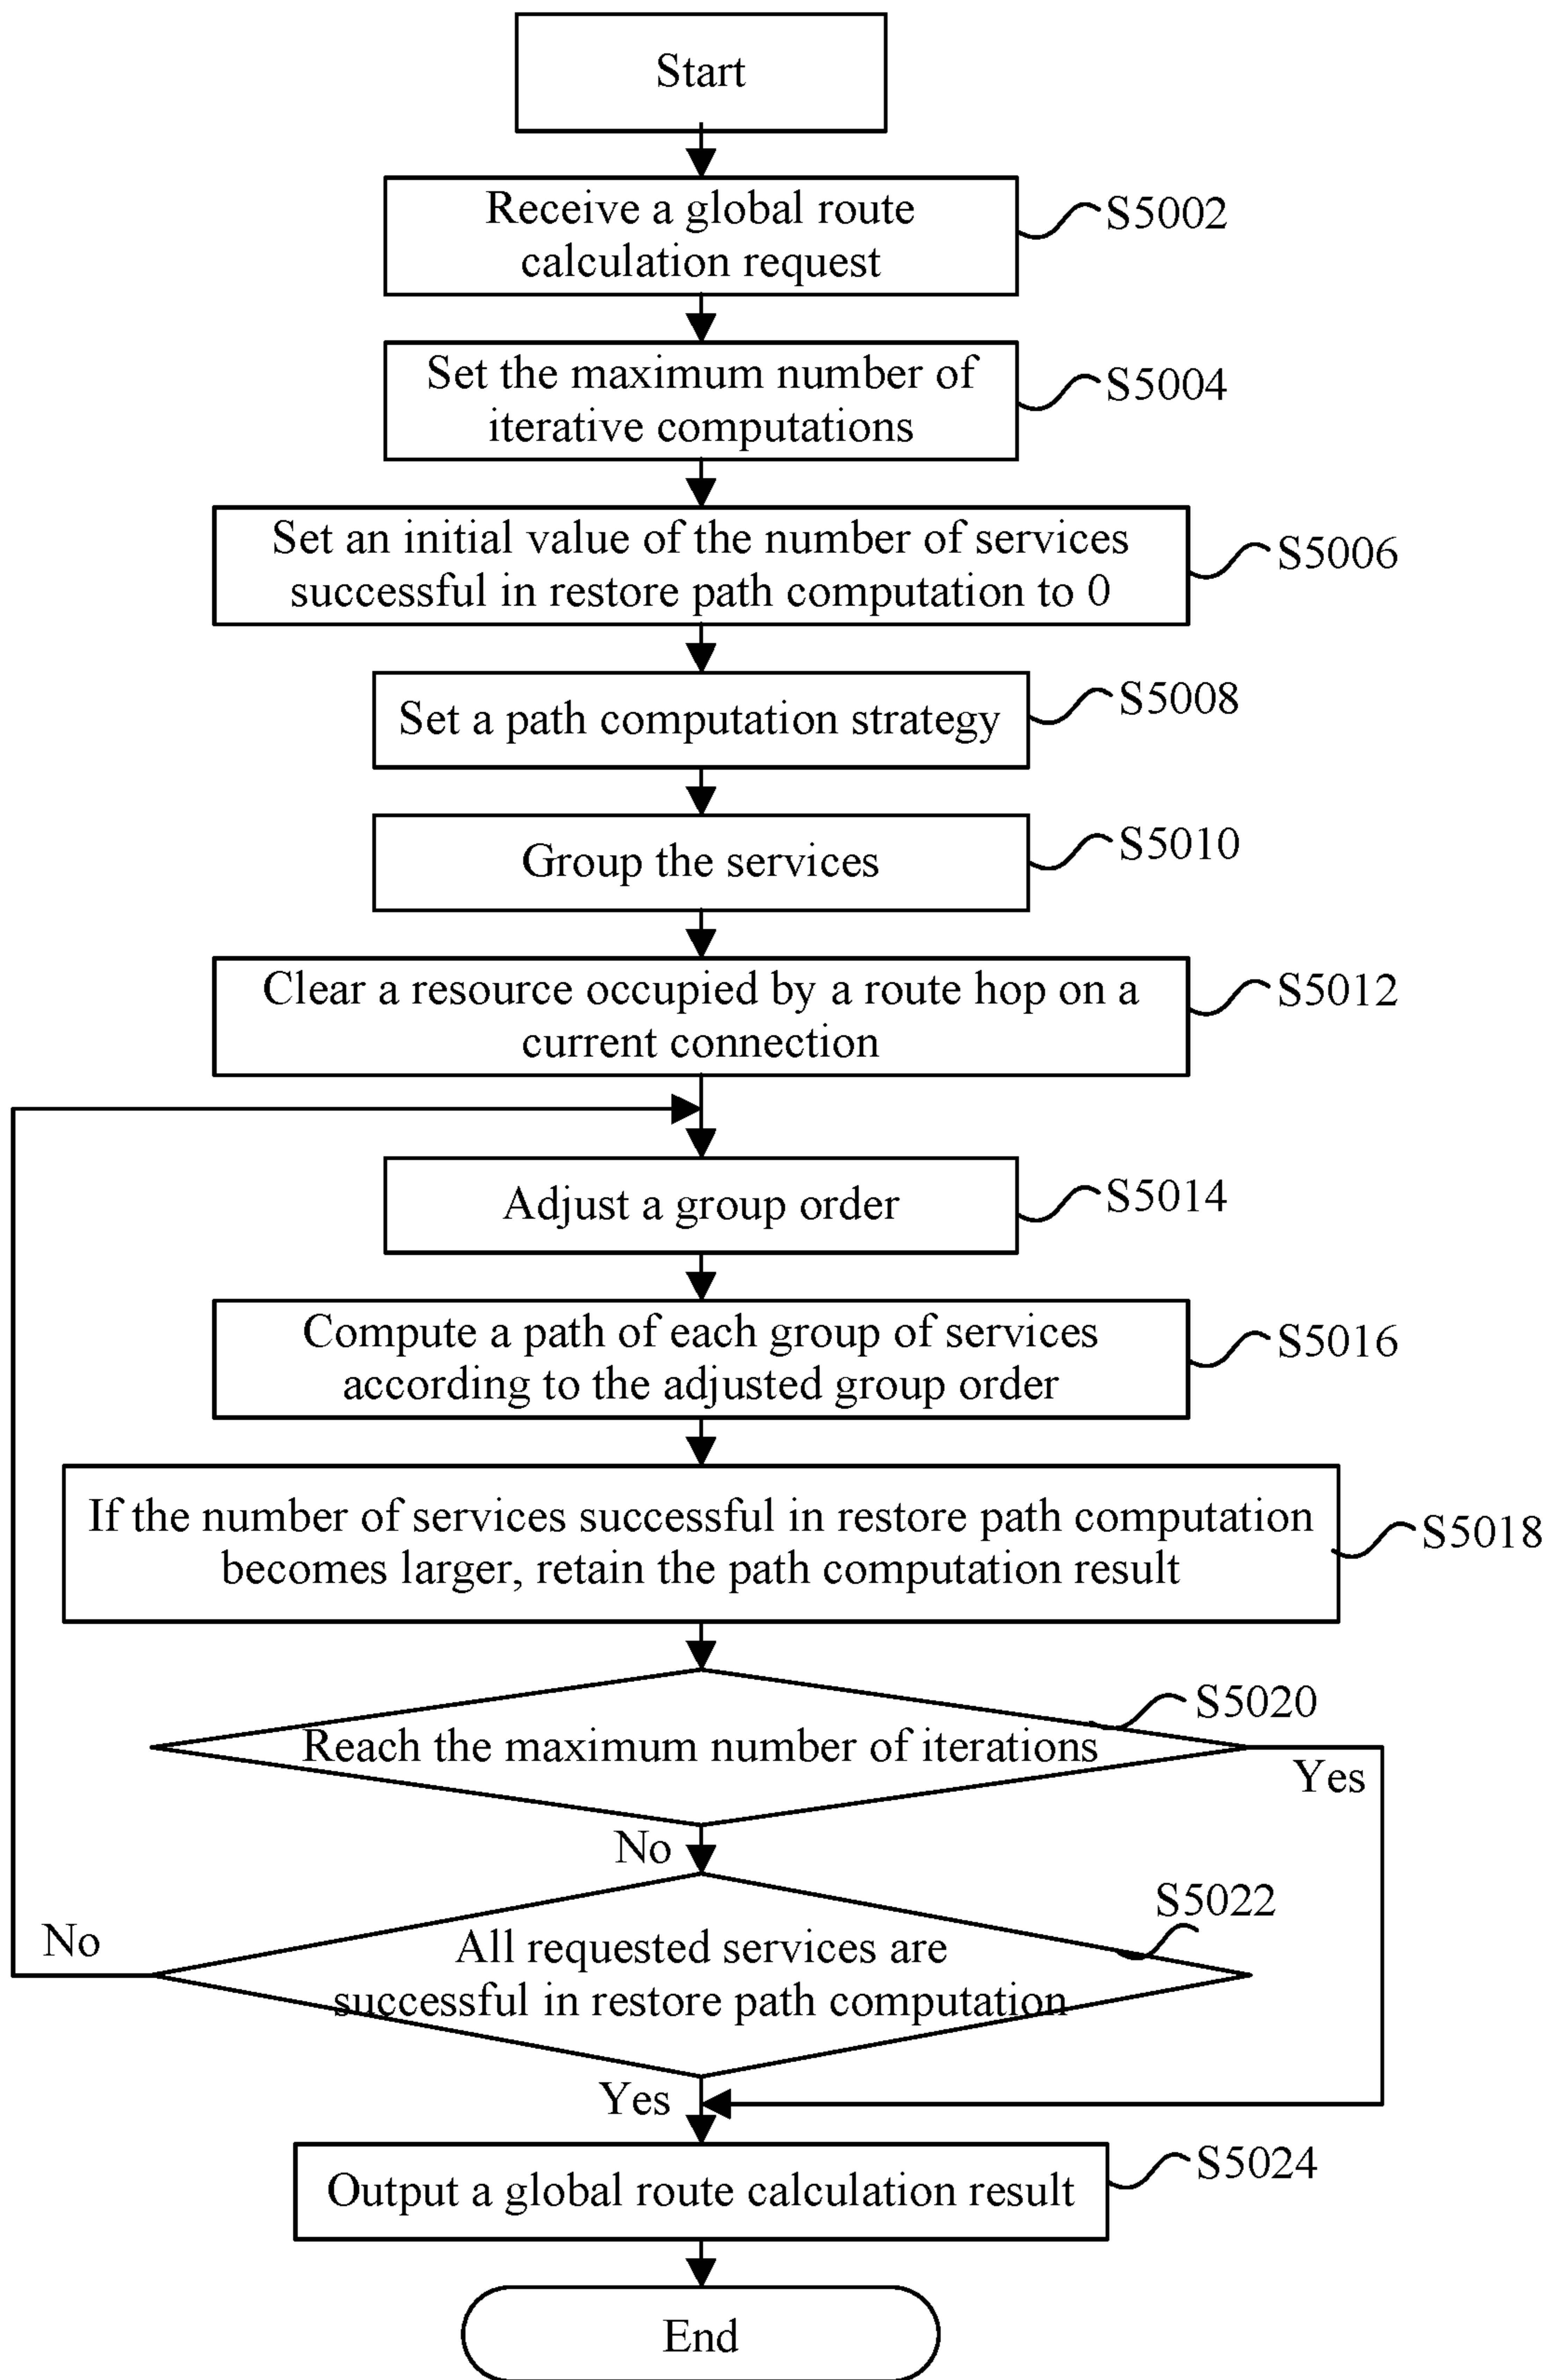 Start
Receive a global route
calculation request
S5002
Set the maximum number of
iterative computations
S5004
Set an initial value of the number of services
successful in restore path computation to 0
S5006
Set a path computation strategy
S5008
Group the services
S5010
Clear a resource occupied by a route hop on a
current connection
S5012
Adjust a group order
S5014
Compute a path of each group of services
according to the adjusted group order
S5016
If the number of services successful in restore path computation
becomes larger, retain the path computation result
S5018
Reach the maximum number of iterations
S5020
Yes
No
All requested services are
successful in restore path computation
S5022
No
Yes
Output a global route calculation result
S5024
End